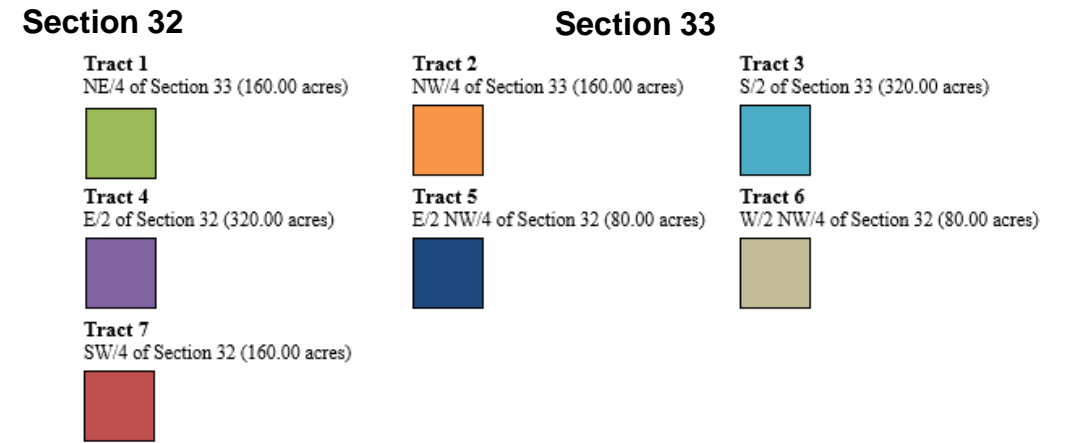 Section 32
Section 33
Tract 1
NE/4 of Section 33 (160.00 acres)
Tract 2
NW/4 of Section 33 (160.00 acres)
Tract 3
S/2 of Section 33 (320.00 acres)
Tract 4
E/2 of Section 32 (320.00 acres)
Tract 5
E/2 NW/4 of Section 32 (80.00 acres)
Tract 6
W/2 NW/4 of Section 32 (80.00 acres)
Tract 7
SW/4 of Section 32 (160.00 acres)